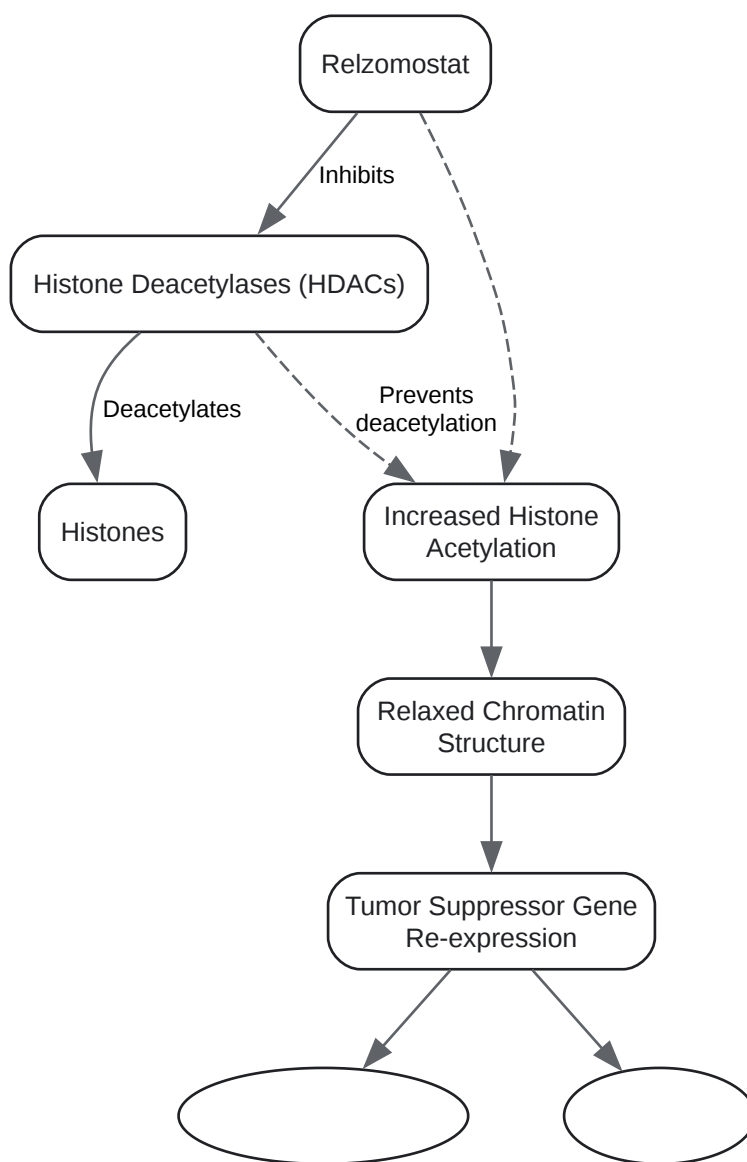 Relzomostat
Inhibits
Histone Deacetylases (HDACs)
Deacetylates
Prevents
deacetylation
Histones
Increased Histone
Acetylation
Relaxed Chromatin
Structure
Tumor Suppressor Gene
Re-expression